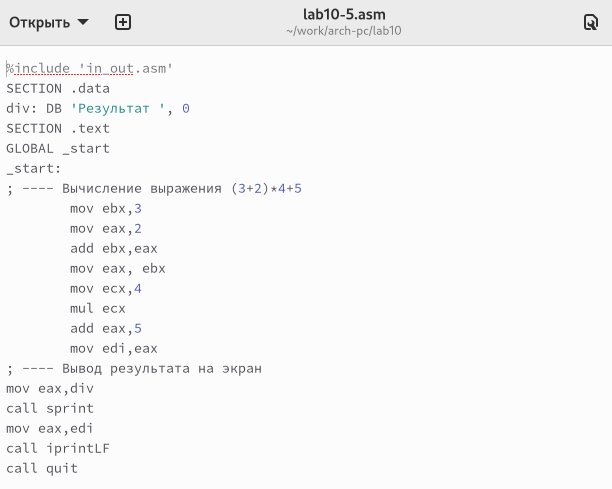 Открыть
lab10-5.asm
~/work/arch-pc/lab10
%include 'in_out.asm'
SECTION .data
div: DB 'Результат ', 0
SECTION .text
GLOBAL _start
_start:
; ---- Вычисление выражения (3+2)*4+5
mov ebx,3
mov eax,2
add ebx,eax
mov eax, ebx
mov ecx,4
mul ecx
add eax,5
mov edi,eax
; ---- Вывод результата на экран
mov eax,div
call sprint
mov eax,edi
call iprintLF
call quit